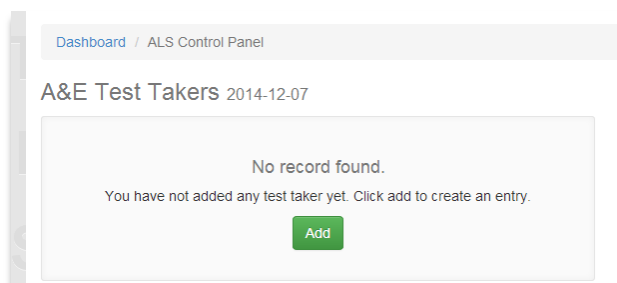 Dashboard / ALS Control Panel
A&E Test Takers 2014-12-07
No record found.
You have not added any test taker yet. Click add to create an entry.
Add